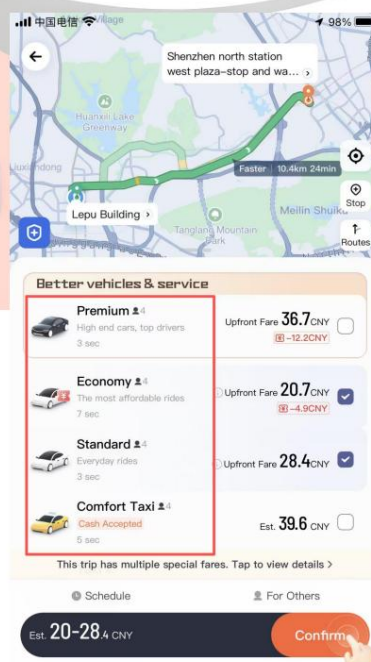 中国电信
Village
98%
Shenzhen north station
west plaza-stop and wa... >
Huanxin Lake
Greenway
Faster 10.4km 24min
Stop
Lepu Building >
Meilin Shuiku
Tanglang Mountain
Park
Routes
Better vehicles & service
Premium 4
High end cars, top drivers
3 sec
Upfront Fare 36.7CNY
-12.2CNY
Economy 4
The most affordable rides
7 sec
Upfront Fare 20.7CNY
-4.9CNY
Standard 4
Everyday rides
3 sec
Upfront Fare 28.4CNY
Comfort Taxi 4
Cash Accepted
5 sec
Est. 39.6 CNY
This trip has multiple special fares. Tap to view details >
Schedule
For Others
Est. 20-28.4 CNY
Confirm